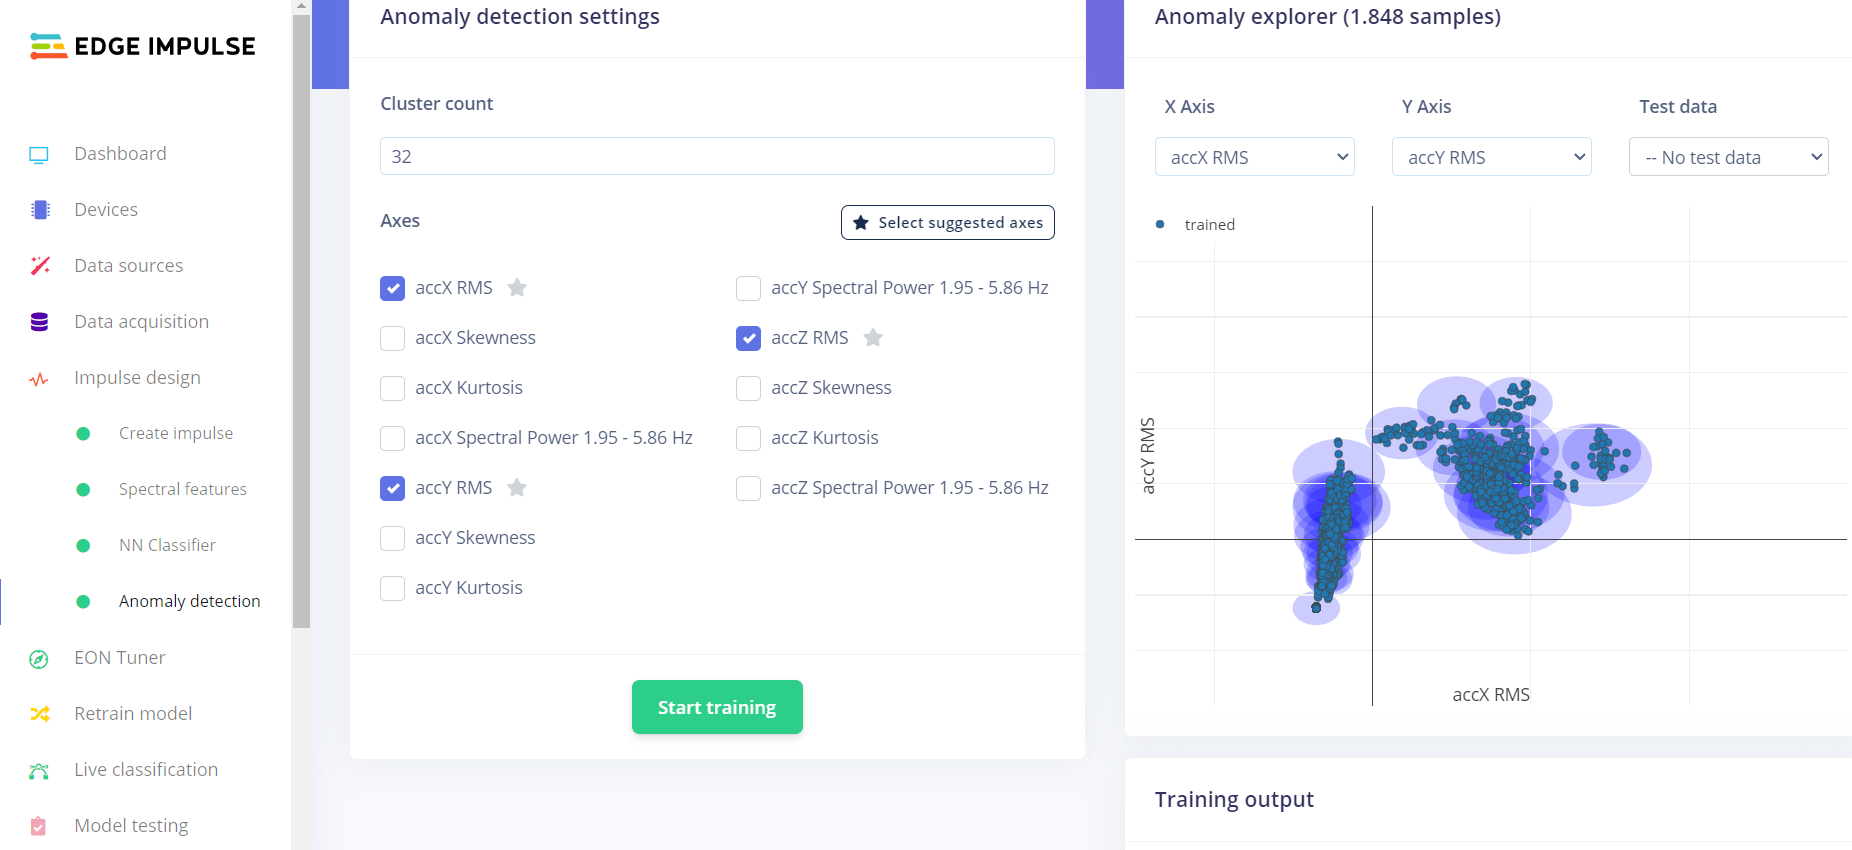 EDGE IMPULSE
Dashboard
Devices
Data sources
Data acquisition
Impulse design
Create impulse
Spectral features
NN Classifier
Anomaly detection
EON Tuner
Retrain model
Live classification
Model testing
Anomaly detection settings
Cluster count
32
Axes
Select suggested axes
accX RMS
accX Skewness
accX Kurtosis
accX Spectral Power 1.95 - 5.86 Hz
accY RMS
accY Skewness
accY Kurtosis
accY Spectral Power 1.95 - 5.86 Hz
accZ RMS
accZ Skewness
accZ Kurtosis
accZ Spectral Power 1.95 - 5.86 Hz
Start training
Anomaly explorer (1.848 samples)
X Axis
Y Axis
Test data
accX RMS
accY RMS
-- No test data
trained
accY RMS
accX RMS
Training output